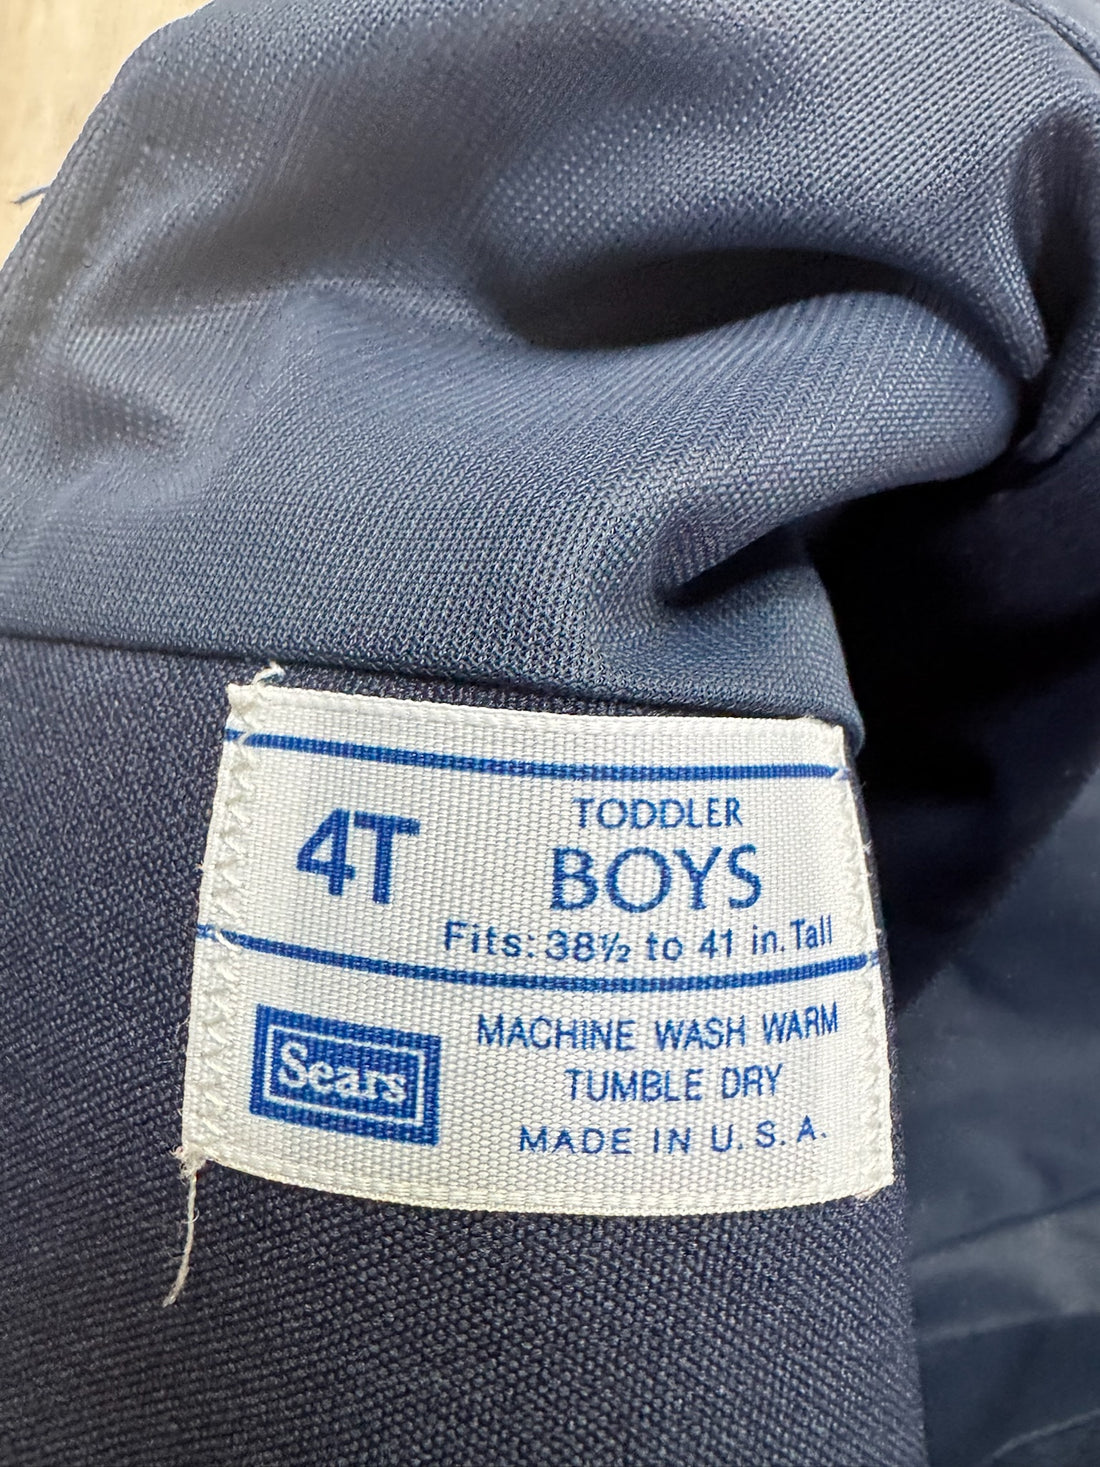 4T
TODDLER
BOYS
Fits: 38½ to 41 in. Tall
Sears
MACHINE WASH WARM
TUMBLE DRY
MADE IN U.S.A.